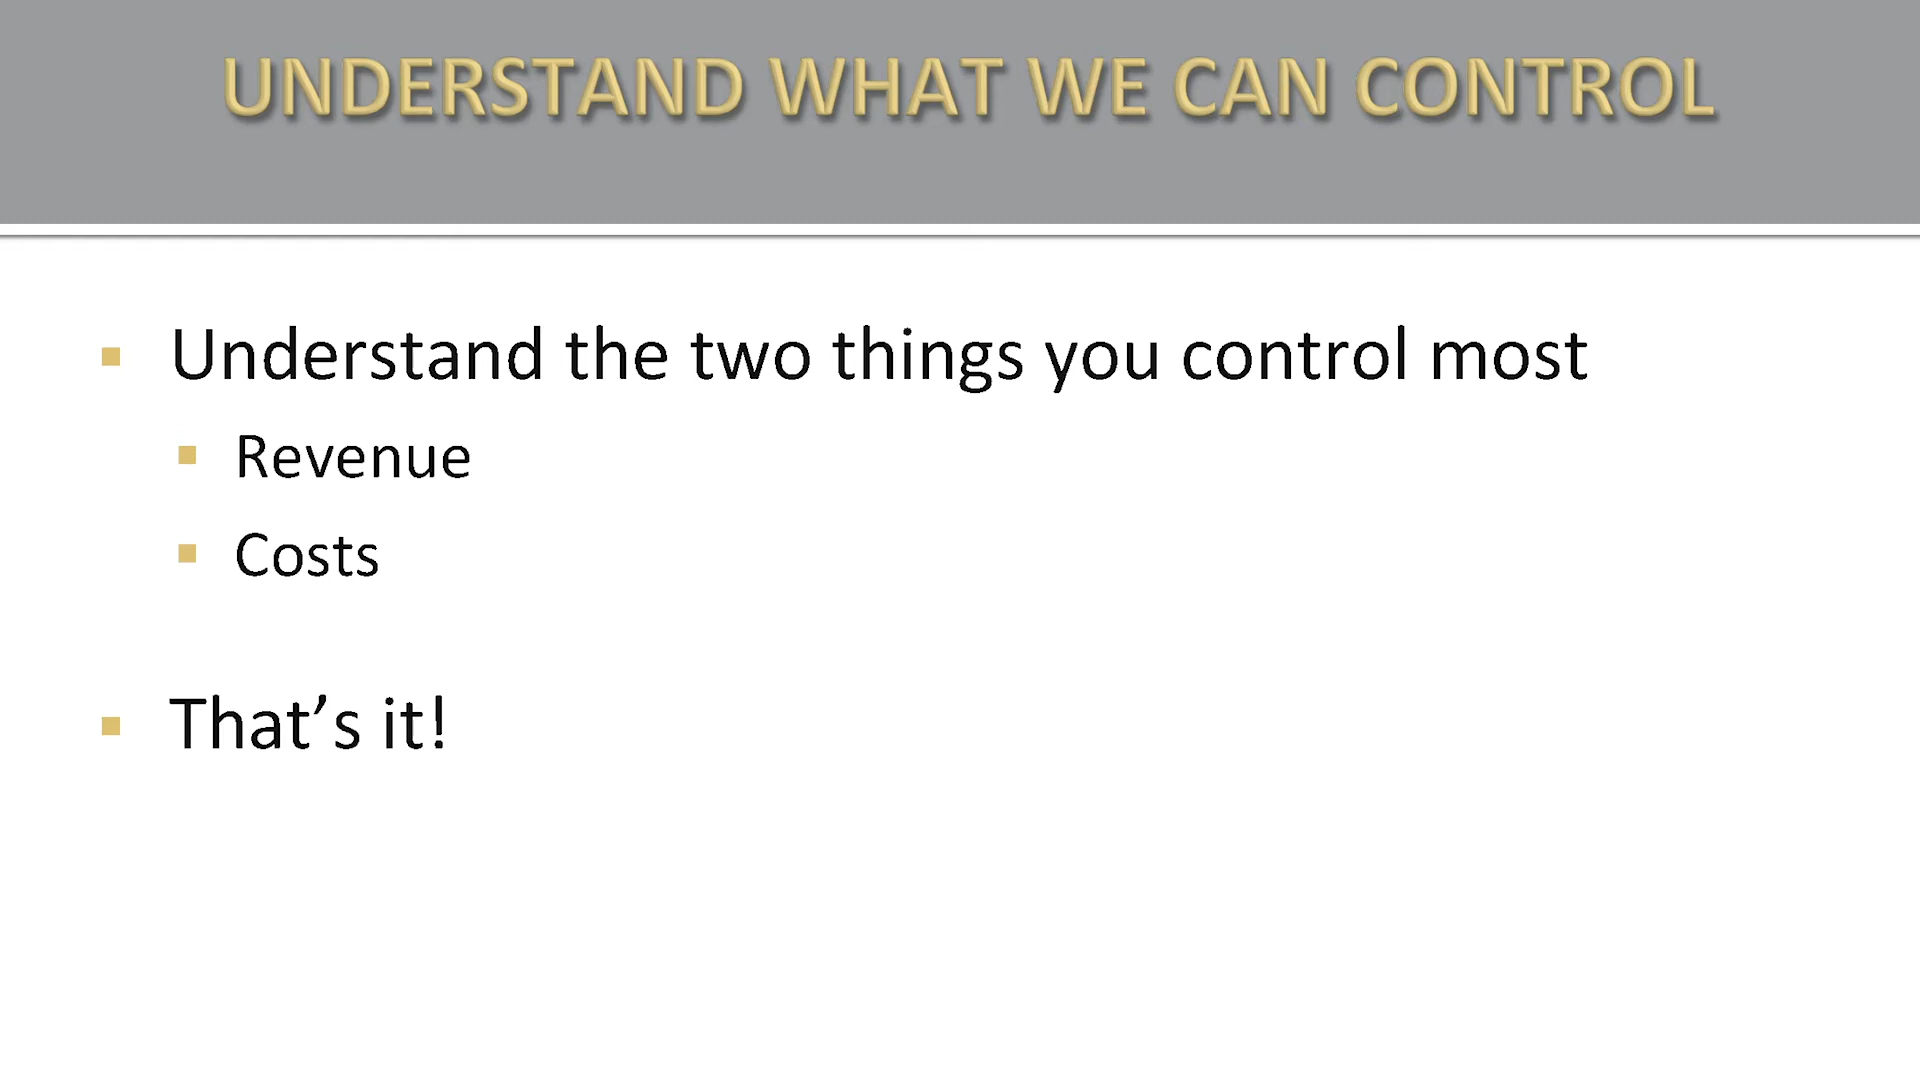 UNDERSTAND WHAT WE CAN CONTROL
Understand the two things you control most
Revenue
Costs
That’s it!